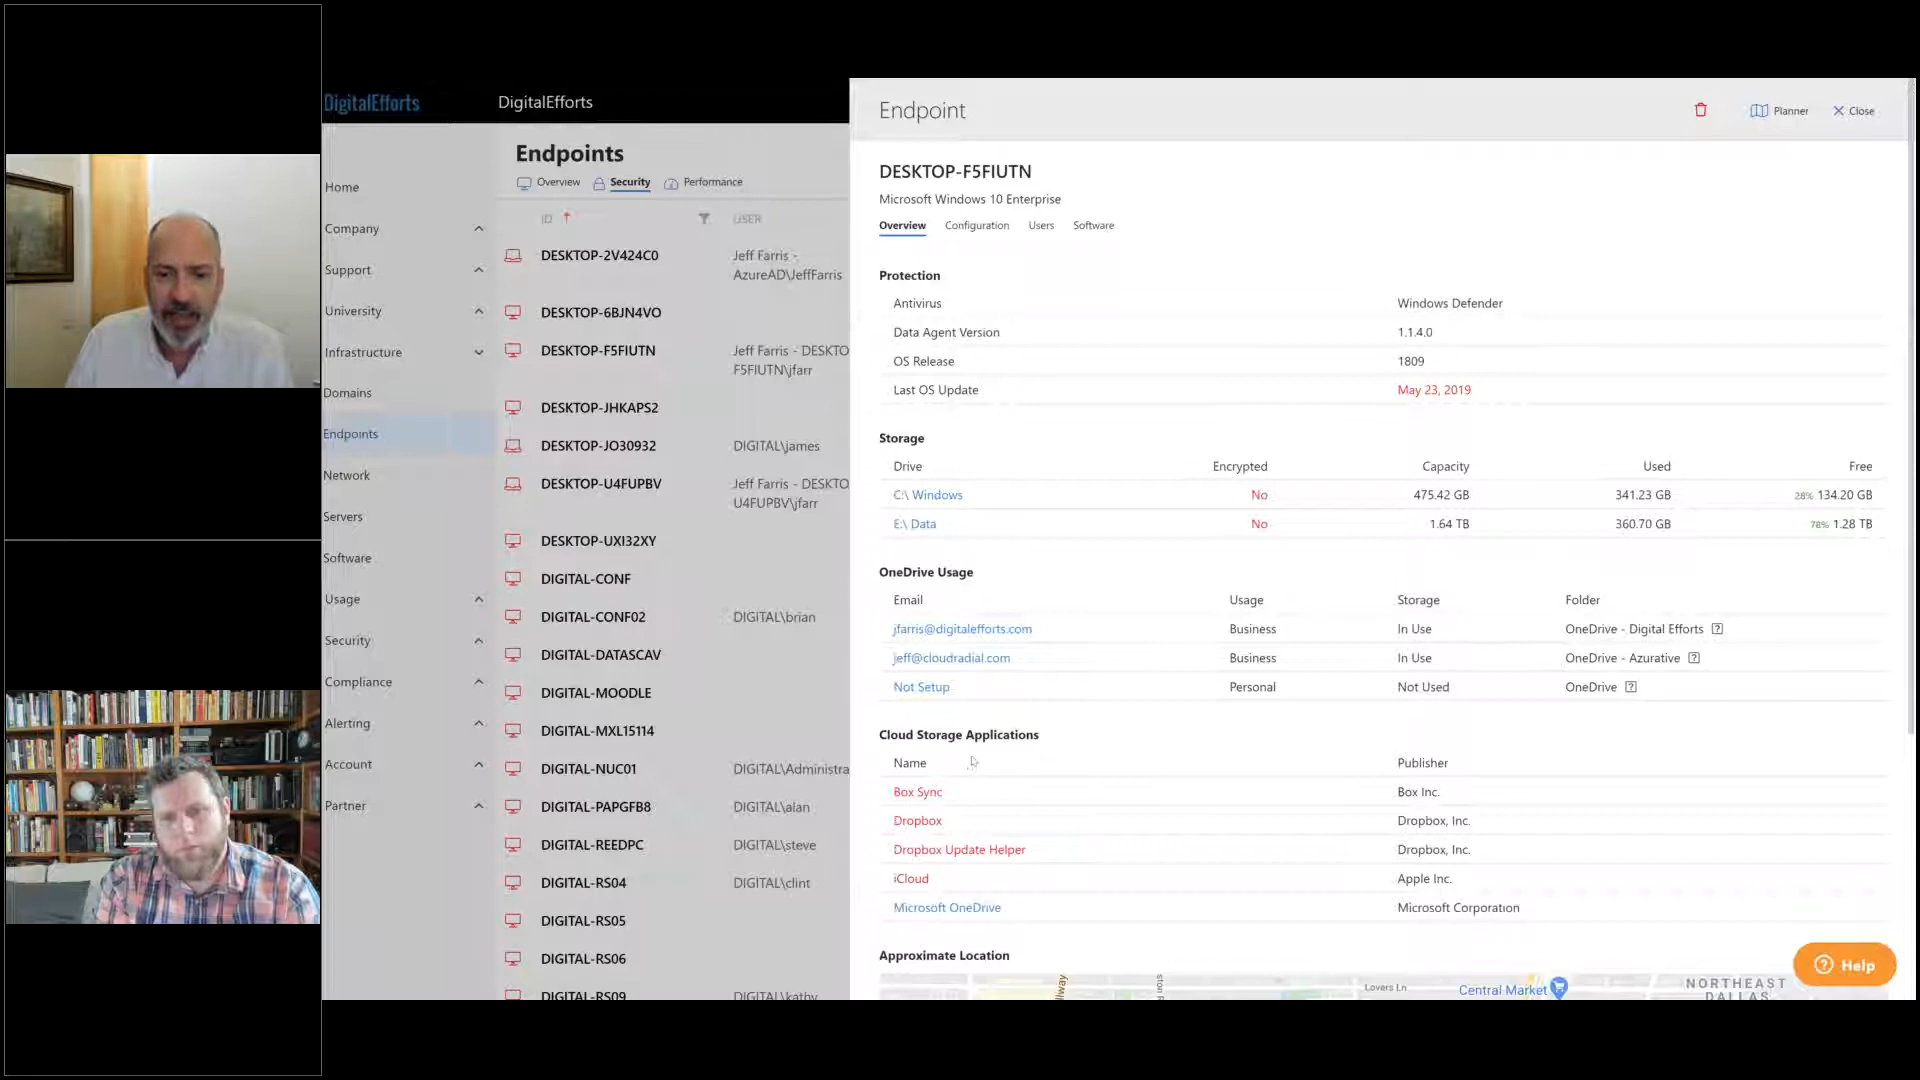 DigitalEfforts
DigitalEfforts
Home
Company
Support
University
Infrastructure
Domains
Endpoints
Network
Servers
Software
Usage
Security
Compliance
Alerting
Account
Partner
Endpoints
Overview Security Performance
ID USER
DESKTOP-2V424C0 Jeff Farris -
AzureAD\JeffFarris
DESKTOP-6BJN4VO
DESKTOP-F5FIUTN Jeff Farris - DESKTO
F5FIUTN\jfarr
DESKTOP-JHKAPS2
DESKTOP-JO30932 DIGITAL\james
DESKTOP-U4FUPBV Jeff Farris - DESKTO
U4FUPBV\jfarr
DESKTOP-UXI32XY
DIGITAL-CONF
DIGITAL-CONF02 DIGITAL\brian
DIGITAL-DATASCAV
DIGITAL-MOODLE
DIGITAL-MXL15114
DIGITAL-NUC01 DIGITAL\Administra
DIGITAL-PAPGFB8 DIGITAL\alan
DIGITAL-REEDPC DIGITAL\steve
DIGITAL-RS04 DIGITAL\clint
DIGITAL-RS05
DIGITAL-RS06
DIGITAL-RS09 DIGITAL\kathy
Endpoint
Planner Close
DESKTOP-F5FIUTN
Microsoft Windows 10 Enterprise
Overview Configuration Users Software
Protection
Antivirus Windows Defender
Data Agent Version 1.1.4.0
OS Release 1809
Last OS Update May 23, 2019
Storage
Drive Encrypted Capacity Used Free
C:\ Windows No 475.42 GB 341.23 GB 28% 134.20 GB
E:\ Data No 1.64 TB 360.70 GB 78% 1.28 TB
OneDrive Usage
Email Usage Storage Folder
jfarris@digitalefforts.com Business In Use OneDrive - Digital Efforts
jeff@cloudradial.com Business In Use OneDrive - Azurative
Not Setup Personal Not Used OneDrive
Cloud Storage Applications
Name Publisher
Box Sync Box Inc.
Dropbox Dropbox, Inc.
Dropbox Update Helper Dropbox, Inc.
iCloud Apple Inc.
Microsoft OneDrive Microsoft Corporation
Approximate Location
Lovers Ln
Central Market
NORTHEAST
DALLAS
Help